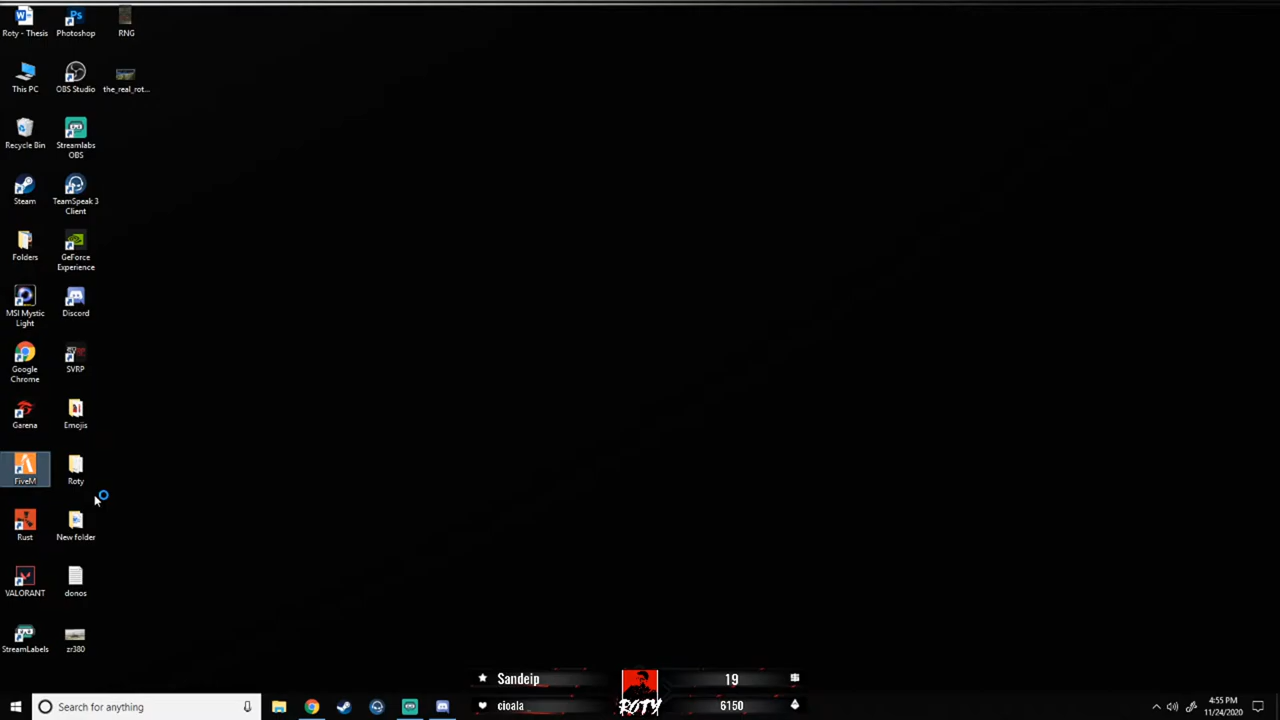 Roty - Thesis
Photoshop
RNG
This PC
OBS Studio
the_real_rot...
Recycle Bin
Streamlabs
OBS
Steam
TeamSpeak 3
Client
Folders
GeForce
Experience
MSI Mystic
Light
Discord
Google
Chrome
SVRP
Garena
Emojis
FiveM
Roty
Rust
New folder
VALORANT
donos
StreamLabels
zr380
Sandeip
19
cioala
ROTY
6150
Search for anything
4:55 PM
11/24/2020